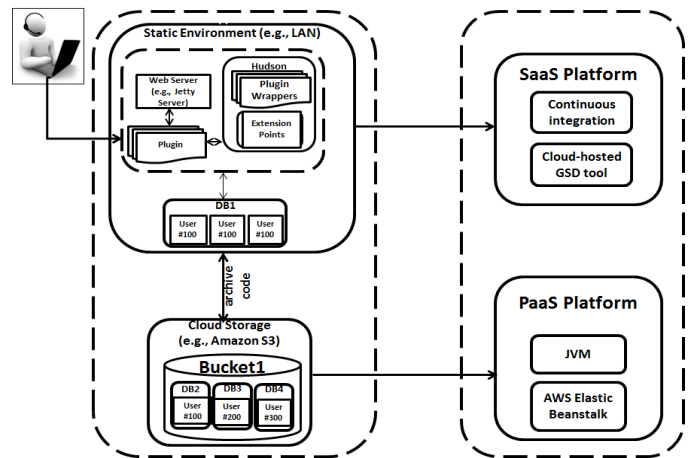 Static Environment (e.g., LAN)
Web Server
(e.g., Jetty
Server)
Plugin
Hudson
Plugin
Wrappers
Extension
Points
DB1
User
#100
User
#100
User
#100
archive
code
Cloud Storage
(e.g., Amazon S3)
Bucket1
DB2
User
#100
DB3
User
#200
DB4
User
#300
SaaS Platform
Continuous
integration
Cloud-hosted
GSD tool
PaaS Platform
JVM
AWS Elastic
Beanstalk